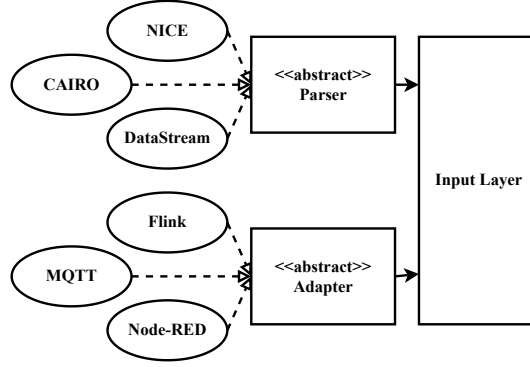 NICE
CAIRO
DataStream
<<abstract>>
Parser
Input Layer
Flink
MQTT
Node-RED
<<abstract>>
Adapter